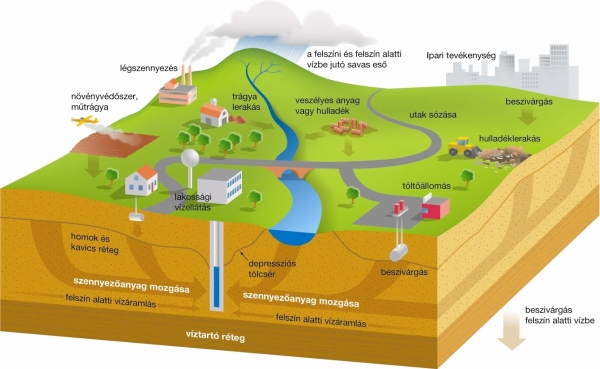 a felszíni és felszín alatti
vízbe jutó savas eső
Ipari tevékenység
légszennyezés
növényvédőszer,
műtrágya
trágya
lerakás
veszélyes anyag
vagy hulladék
beszivárgás
utak sózása
hulladéklerakás
lakossági
vízellátás
töltőállomás
homok és
kavics réteg
depressziós
tölcsér
beszivárgás
szennyezőanyag mozgása
szennyezőanyag mozgása
felszín alatti vízáramlás
felszín alatti vízáramlás
víztartó réteg
beszivárgás
felszín alatti vízbe